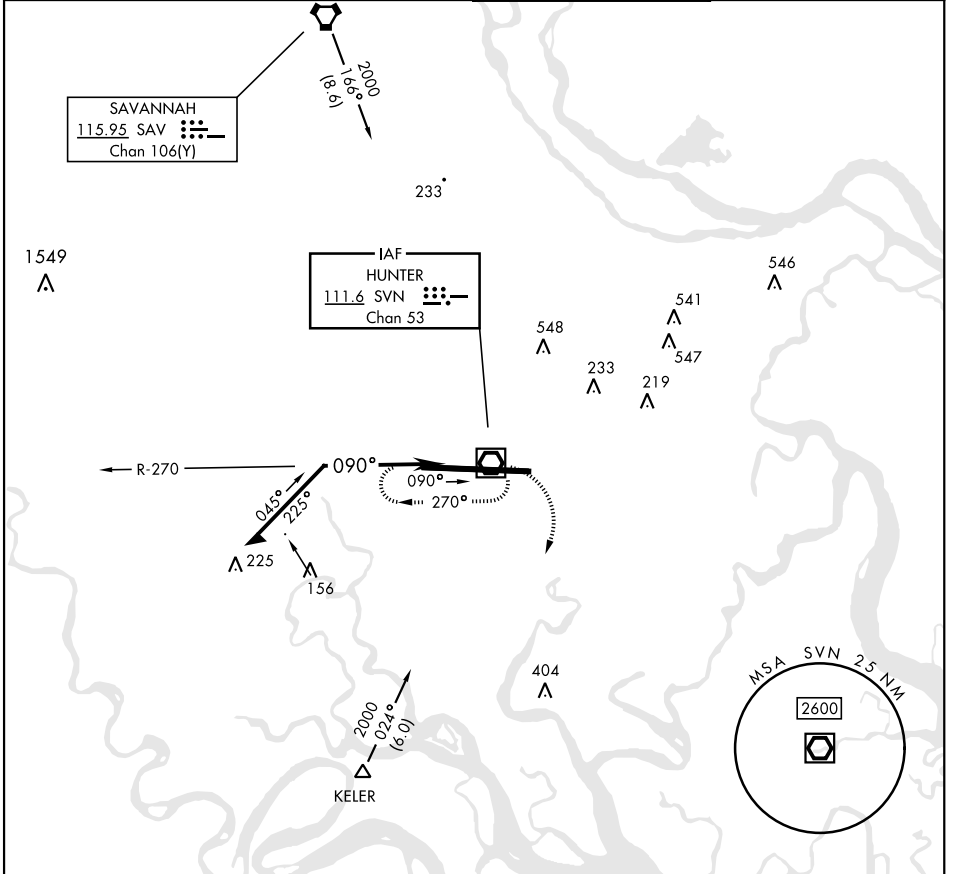 2000
166°
(8.6)
SAVANNAH
115.95 SAV
Chan 106(Y)
233
1549
IAF
HUNTER
111.6 SVN
Chan 53
546
541
548
547
233
219
R-270
090°
090°
270°
045°
225°
225
156
404
2000
024°
(6.0)
KELER
MSA SVN 25 NM
2600